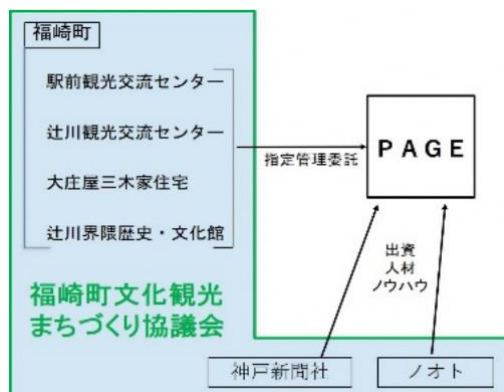 福崎町
駅前観光交流センター
辻川観光交流センター
大庄屋三木家住宅
辻川界隈歴史・文化館
指定管理委託
PAGE
出資
人材
ノウハウ
福崎町文化観光
まちづくり協議会
神戸新聞社
ノオト